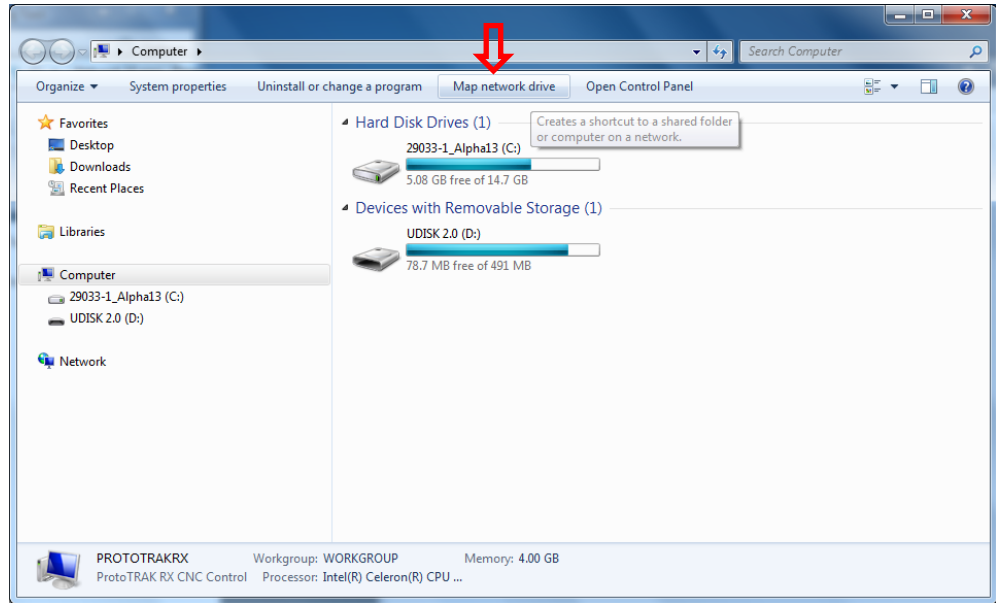 Computer
Search Computer
Organize
System properties
Uninstall or change a program
Map network drive
Open Control Panel
Favorites
Desktop
Downloads
Recent Places
Libraries
Computer
29033-1_Alpha13 (C:)
UDISK 2.0 (D:)
Network
Hard Disk Drives (1)
Creates a shortcut to a shared folder
or computer on a network.
29033-1_Alpha13 (C:)
5.08 GB free of 14.7 GB
Devices with Removable Storage (1)
UDISK 2.0 (D:)
78.7 MB free of 491 MB
PROTOTRAKRX
Workgroup: WORKGROUP
Memory: 4.00 GB
ProtoTRAK RX CNC Control
Processor: Intel(R) Celeron(R) CPU ...